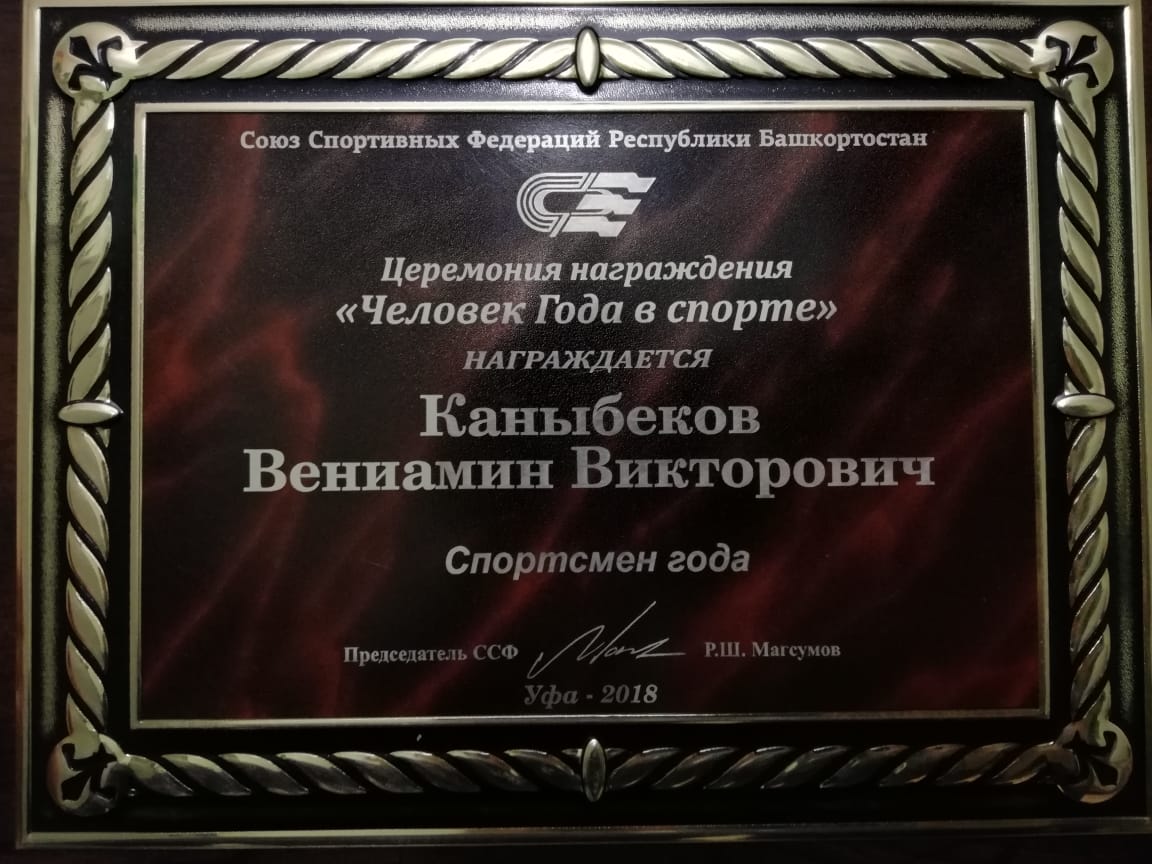 Союз Спортивных Федераций Республики Башкортостан
Церемония награждения
«Человек Года в спорте»
НАГРАЖДАЕТСЯ
Каныбеков
Вениамин Викторович
Спортсмен года
Председатель ССФ Р.Ш. Магсумов
Уфа - 2018